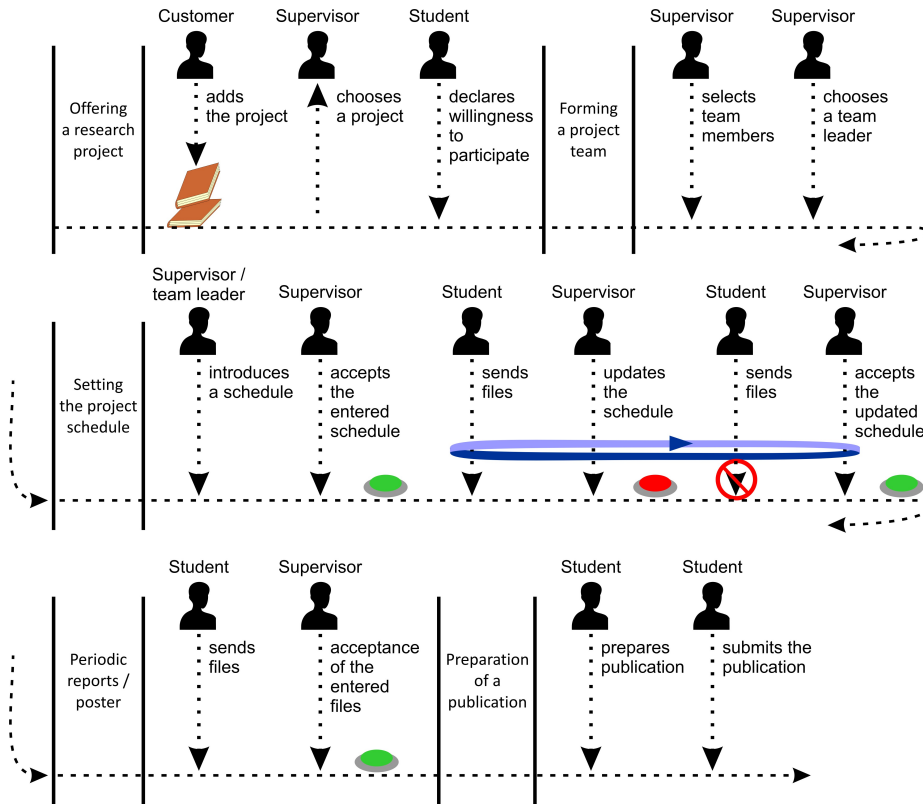 Customer
Supervisor
Student
Supervisor
Supervisor
Offering
a research
project
adds
the project
chooses
a project
declares
willingness
to
participate
Forming
a project
team
selects
team
members
chooses
a team
leader
Supervisor /
team leader
Supervisor
Student
Supervisor
Student
Supervisor
Setting
the project
schedule
introduces
a schedule
accepts
the
entered
schedule
sends
files
updates
the
schedule
sends
files
accepts
the
updated
schedule
Student
Supervisor
Student
Student
Periodic
reports /
poster
sends
files
acceptance
of the
entered
files
Preparation
of a
publication
prepares
publication
submits the
publication